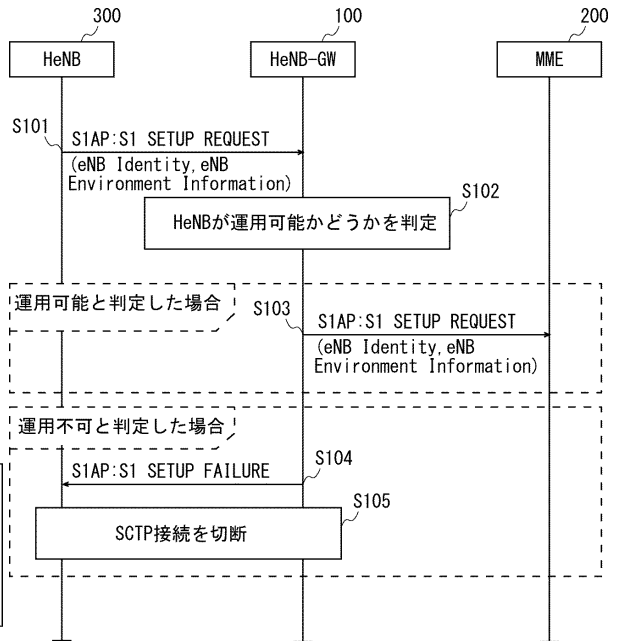 300
100
200
HeNB
HeNB-GW
MME
S101
S1AP:S1 SETUP REQUEST
(eNB Identity,eNB
Environment Information)
S102
HeNBが運用可能かどうかを判定
運用可能と判定した場合
S103
S1AP:S1 SETUP REQUEST
(eNB Identity,eNB
Environment Information)
運用不可と判定した場合
S1AP:S1 SETUP FAILURE
S104
S105
SCTP接続を切断